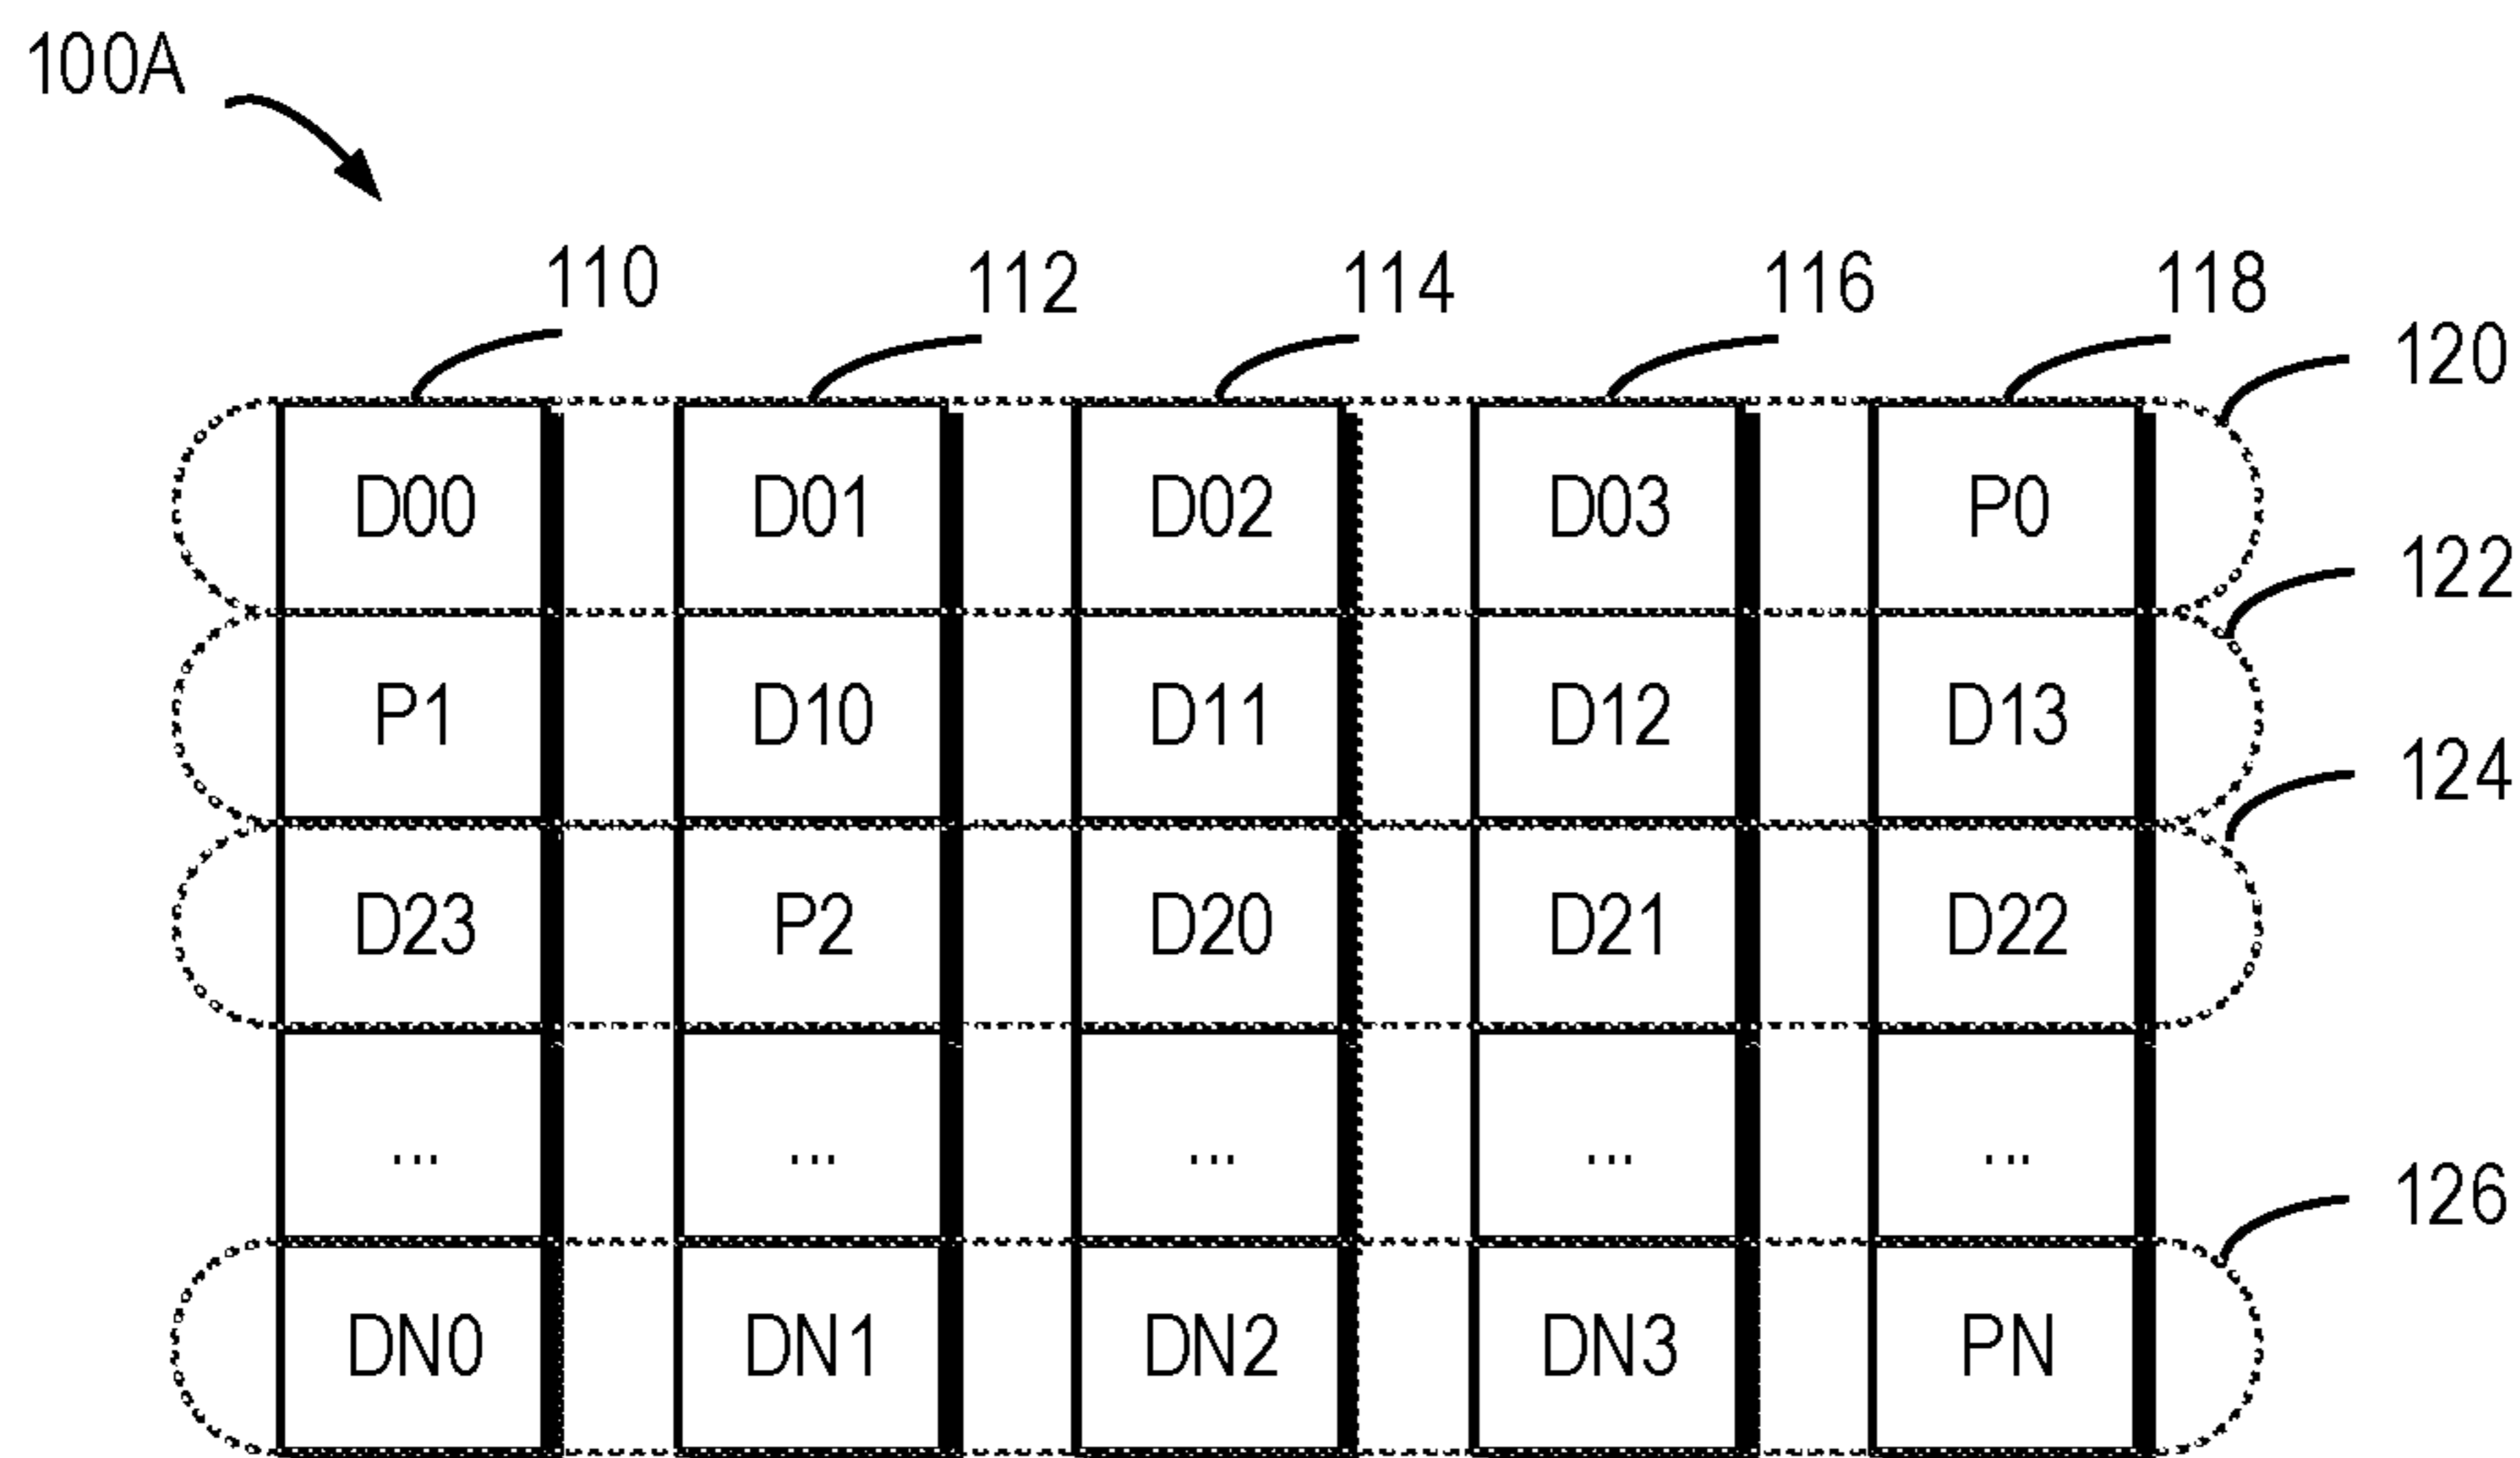 100A
110 112 114 116 118
120
D00 D01 D02 D03 P0
122
P1 D10 D11 D12 D13
124
D23 P2 D20 D21 D22
... ... ... ... ...
126
DN0 DN1 DN2 DN3 PN